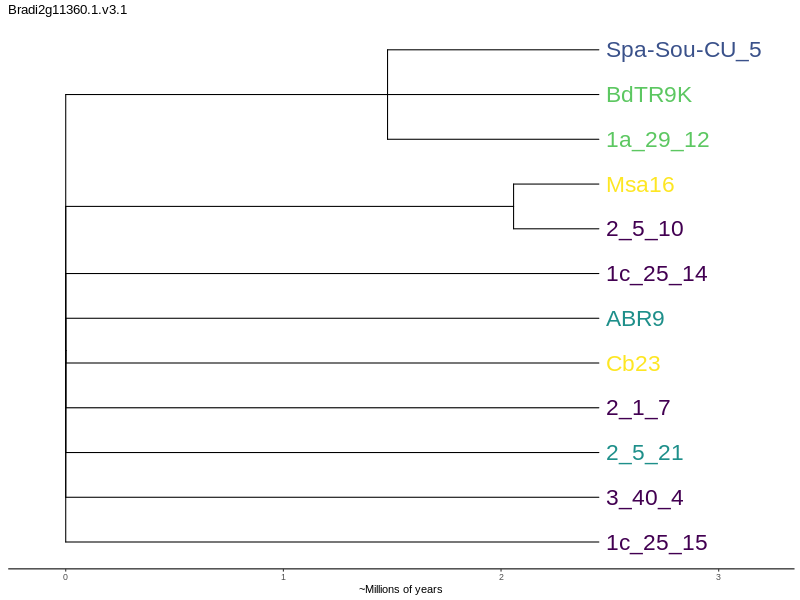 Bradi2g11360.1.v3.1
Spa-Sou-CU_5
BdTR9K
1a_29_12
Msa16
2_5_10
1c_25_14
ABR9
Cb23
2_1_7
2_5_21
3_40_4
1c_25_15
0 1 2 3
~Millions of years